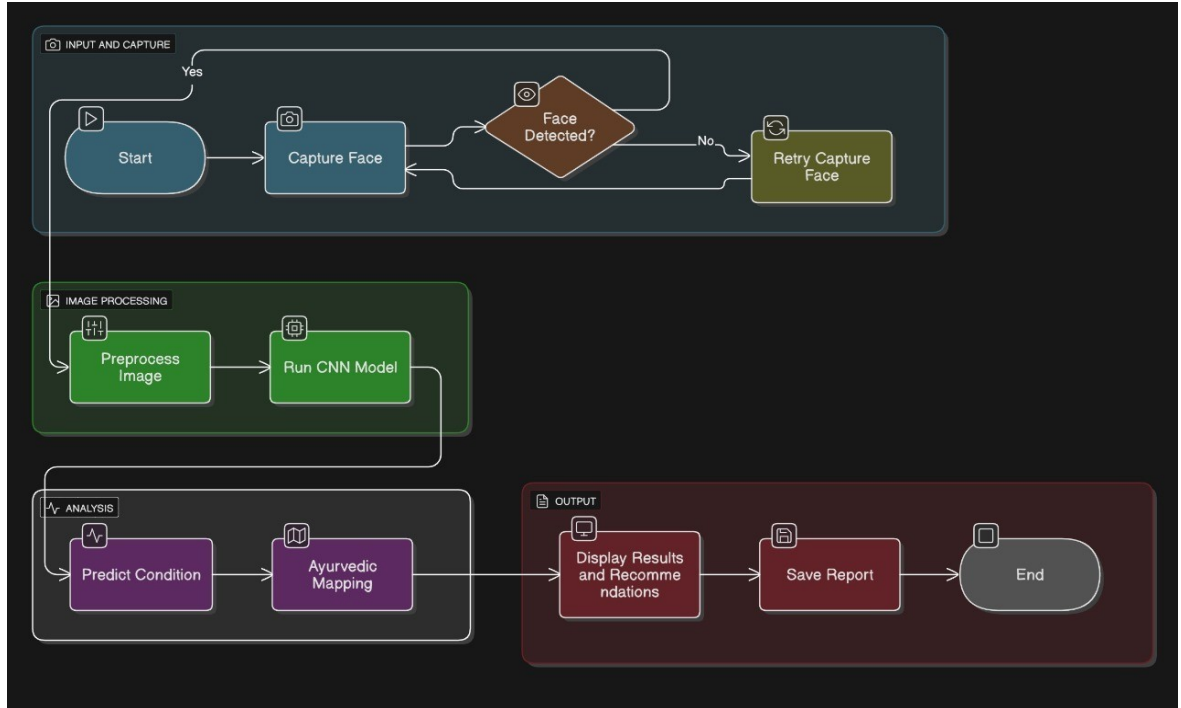 INPUT AND CAPTURE
Yes
Start
Capture Face
Face
Detected?
No
Retry Capture
Face
IMAGE PROCESSING
Preprocess
Image
Run CNN Model
ANALYSIS
Predict Condition
Ayurvedic
Mapping
OUTPUT
Display Results
and Recomme
ndations
Save Report
End